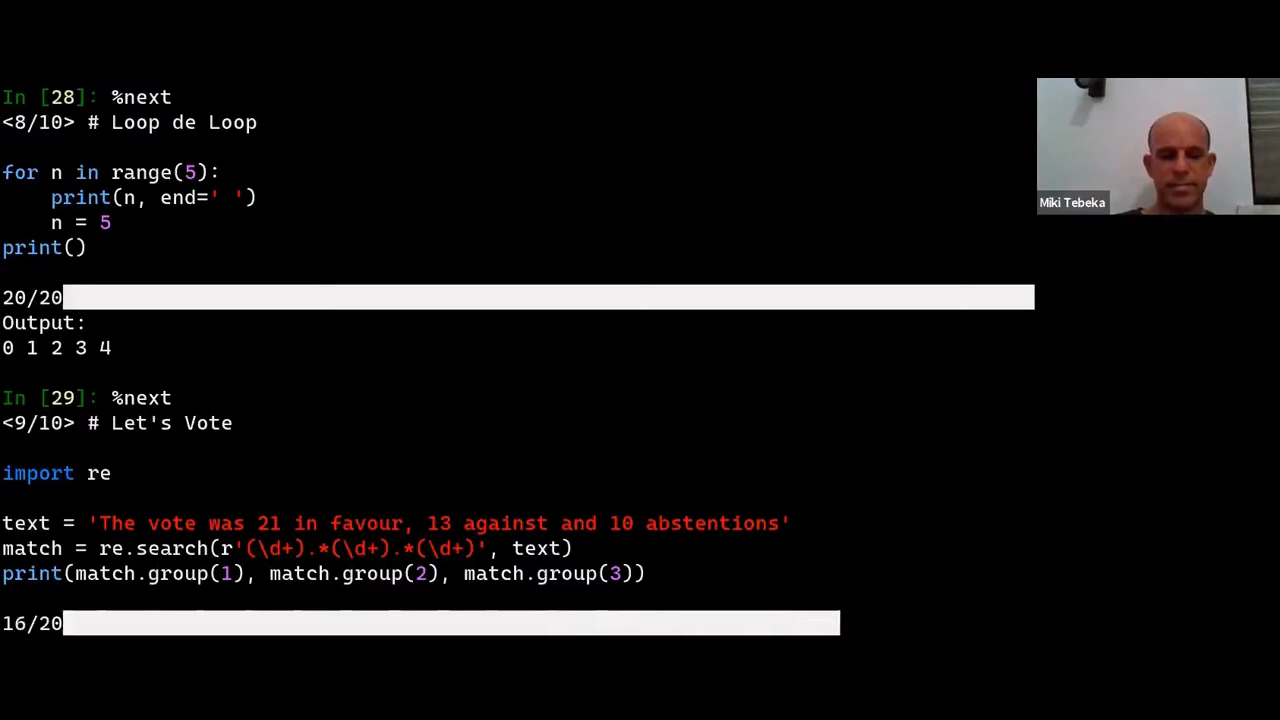 In [28]: %next
<8/10> # Loop de Loop
for n in range(5):
    print(n, end=' ')
    n = 5
print()
20/20
Output:
0 1 2 3 4
In [29]: %next
<9/10> # Let's Vote
import re
text = 'The vote was 21 in favour, 13 against and 10 abstentions'
match = re.search(r'(\d+).*(\d+).*(\d+)', text)
print(match.group(1), match.group(2), match.group(3))
16/20
Miki Tebeka